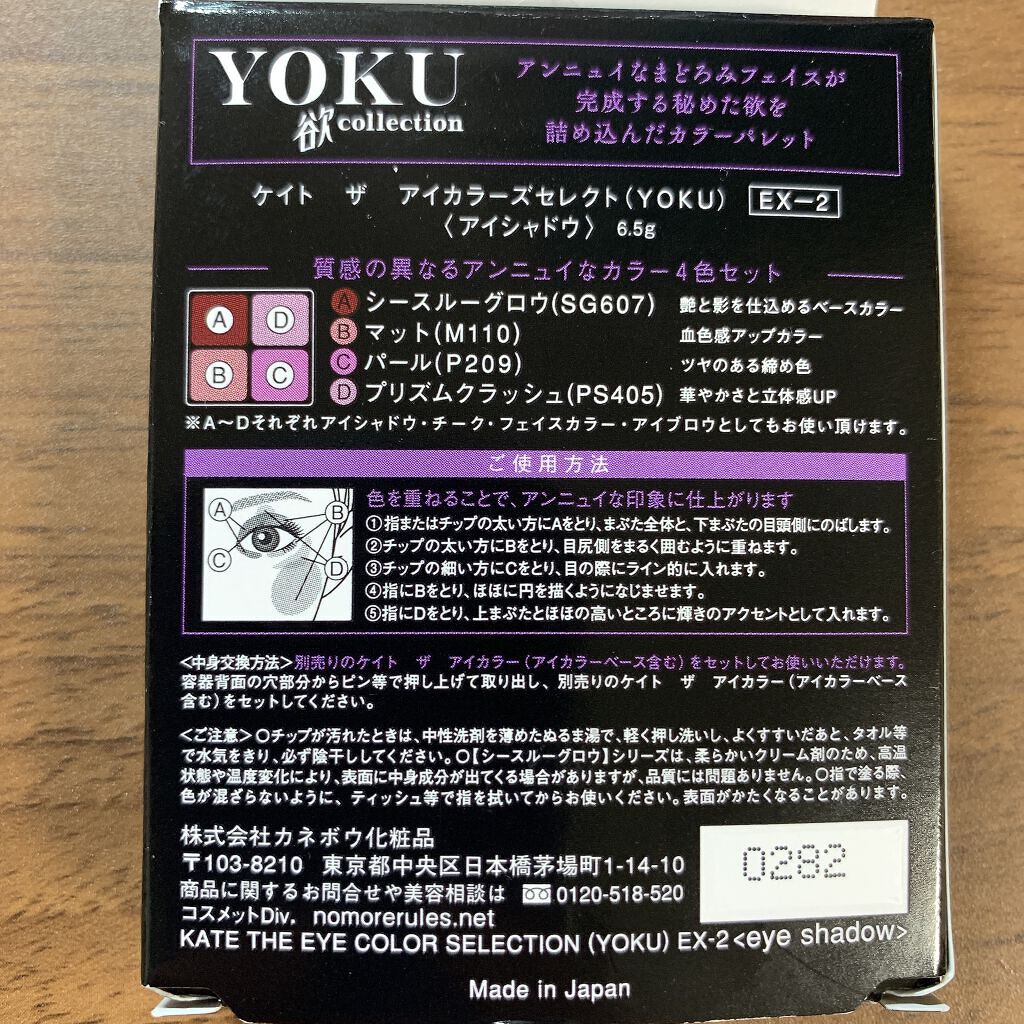 YOKU
欲 collection
アンニュイなまどろみフェイスが
完成する秘めた欲を
詰め込んだカラーパレット
ケイト ザ アイカラーズセレクト(YOKU) EX-2
〈アイシャドウ〉 6.5g
質感の異なるアンニュイなカラー4色セット
A D
B C
A シースルーグロウ(SG607) 艶と影を仕込めるベースカラー
B マット(M110) 血色感アップカラー
C パール(P209) ツヤのある締め色
D プリズムクラッシュ(PS405) 華やかさと立体感UP
※A〜Dそれぞれアイシャドウ・チーク・フェイスカラー・アイブロウとしてもお使い頂けます。
ご使用方法
A B
C D
色を重ねることで、アンニュイな印象に仕上がります
①指またはチップの太い方にAをとり、まぶた全体と、下まぶたの目頭側にのばします。
②チップの太い方にBをとり、目尻側をまるく囲むように重ねます。
③チップの細い方にCをとり、目の際にライン的に入れます。
④指にBをとり、ほほに円を描くようになじませます。
⑤指にDをとり、上まぶたとほほの高いところに輝きのアクセントとして入れます。
<中身交換方法>別売りのケイト ザ アイカラー(アイカラーベース含む)をセットしてお使いいただけます。
容器背面の穴部分からピン等で押し上げて取り出し、別売りのケイト ザ アイカラー(アイカラーベース
含む)をセットしてください。
<ご注意>○チップが汚れたときは、中性洗剤を薄めたぬるま湯で、軽く押し洗いし、よくすすいだあと、タオル等
で水気をきり、必ず陰干ししてください。○【シースルーグロウ】シリーズは、柔らかいクリーム剤のため、高温
状態や温度変化により、表面に中身成分が出てくる場合がありますが、品質には問題ありません。○指で塗る際、
色が混ざらないように、ティッシュ等で指を拭いてからお使いください。表面がかたくなることがあります。
株式会社カネボウ化粧品
〒103-8210 東京都中央区日本橋茅場町1-14-10
商品に関するお問合せや美容相談は 0120-518-520
コスメットDiv. nomorerules.net
0282
KATE THE EYE COLOR SELECTION (YOKU) EX-2<eye shadow>
Made in Japan